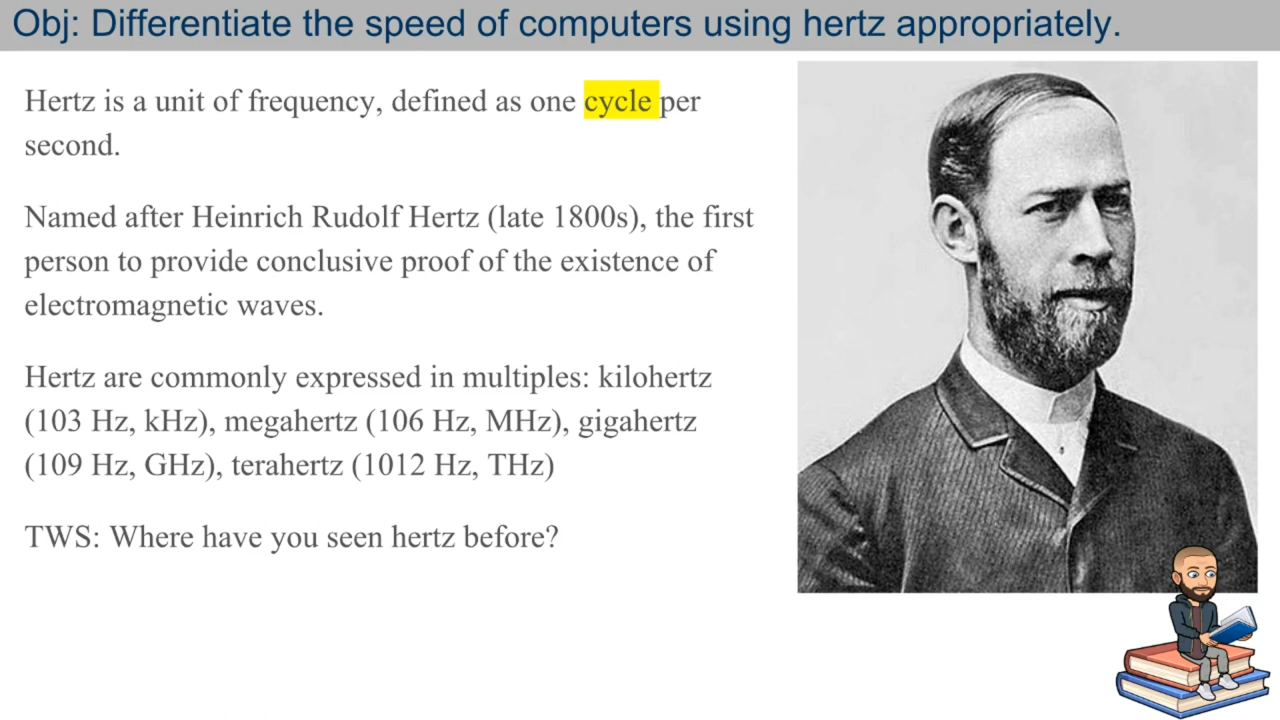 Obj: Differentiate the speed of computers using hertz appropriately.
Hertz is a unit of frequency, defined as one cycle per
second.
Named after Heinrich Rudolf Hertz (late 1800s), the first
person to provide conclusive proof of the existence of
electromagnetic waves.
Hertz are commonly expressed in multiples: kilohertz
(103 Hz, kHz), megahertz (106 Hz, MHz), gigahertz
(109 Hz, GHz), terahertz (1012 Hz, THz)
TWS: Where have you seen hertz before?